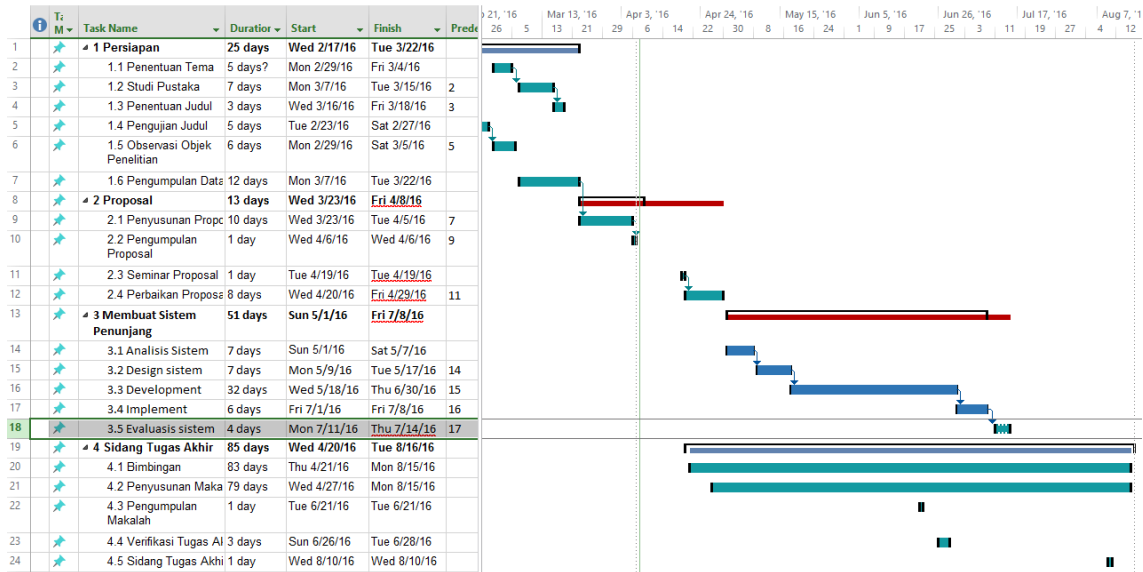 Ta M Task Name Duration Start Finish Prede
21, '16 Mar 13, '16 Apr 3, '16 Apr 24, '16 May 15, '16 Jun 5, '16 Jun 26, '16 Jul 17, '16 Aug 7, '1
26 5 13 21 29 6 14 22 30 8 16 24 1 9 17 25 3 11 19 27 4 12
1 1 Persiapan 25 days Wed 2/17/16 Tue 3/22/16
2 1.1 Penentuan Tema 5 days? Mon 2/29/16 Fri 3/4/16
3 1.2 Studi Pustaka 7 days Mon 3/7/16 Tue 3/15/16 2
4 1.3 Penentuan Judul 3 days Wed 3/16/16 Fri 3/18/16 3
5 1.4 Pengujian Judul 5 days Tue 2/23/16 Sat 2/27/16
6 1.5 Observasi Objek 6 days Mon 2/29/16 Sat 3/5/16 5
Penelitian
7 1.6 Pengumpulan Data 12 days Mon 3/7/16 Tue 3/22/16
8 2 Proposal 13 days Wed 3/23/16 Fri 4/8/16
9 2.1 Penyusunan Propo 10 days Wed 3/23/16 Tue 4/5/16 7
10 2.2 Pengumpulan 1 day Wed 4/6/16 Wed 4/6/16 9
Proposal
11 2.3 Seminar Proposal 1 day Tue 4/19/16 Tue 4/19/16
12 2.4 Perbaikan Proposa 8 days Wed 4/20/16 Fri 4/29/16 11
13 3 Membuat Sistem 51 days Sun 5/1/16 Fri 7/8/16
Penunjang
14 3.1 Analisis Sistem 7 days Sun 5/1/16 Sat 5/7/16
15 3.2 Design sistem 7 days Mon 5/9/16 Tue 5/17/16 14
16 3.3 Development 32 days Wed 5/18/16 Thu 6/30/16 15
17 3.4 Implement 6 days Fri 7/1/16 Fri 7/8/16 16
18 3.5 Evaluasis sistem 4 days Mon 7/11/16 Thu 7/14/16 17
19 4 Sidang Tugas Akhir 85 days Wed 4/20/16 Tue 8/16/16
20 4.1 Bimbingan 83 days Thu 4/21/16 Mon 8/15/16
21 4.2 Penyusunan Maka 79 days Wed 4/27/16 Mon 8/15/16
22 4.3 Pengumpulan 1 day Tue 6/21/16 Tue 6/21/16
Makalah
23 4.4 Verifikasi Tugas Al 3 days Sun 6/26/16 Tue 6/28/16
24 4.5 Sidang Tugas Akhi 1 day Wed 8/10/16 Wed 8/10/16